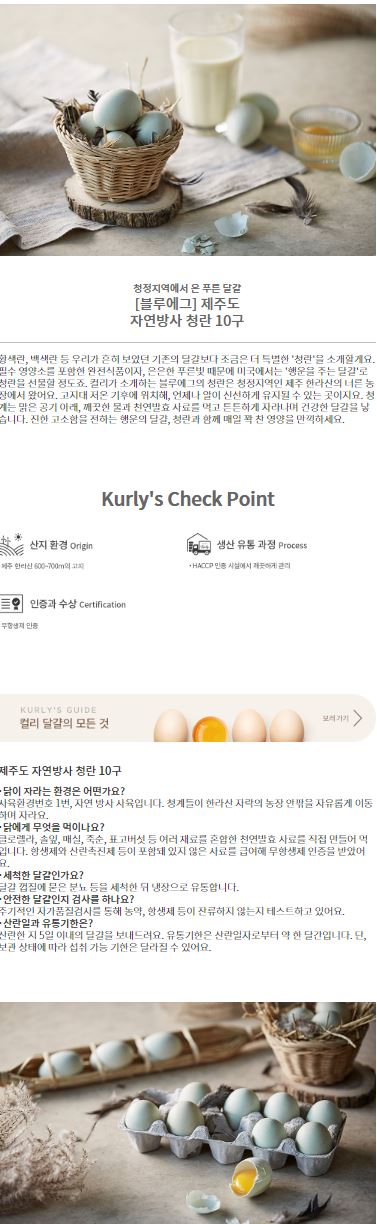 청정지역에서 온 푸른 달걀
[블루에그] 제주도
자연방사 청란 10구
황색란, 백색란 등 우리가 흔히 보았던 기존의 달걀보다 조금은 더 특별한 '청란'을 소개할게요.
필수 영양소를 포함한 완전식품이자, 은은한 푸른빛 때문에 미국에서는 '행운을 주는 달걀'로
청란을 선물할 정도죠. 컬리가 소개하는 블루에그의 청란은 청정지역인 제주 한라산의 너른 농
장에서 왔어요. 고지대 저온 기후에 위치해, 언제나 알이 신선하게 유지될 수 있는 곳이지요. 청
계는 맑은 공기 아래, 깨끗한 물과 천연발효 사료를 먹고 튼튼하게 자라나며 건강한 달걀을 낳
습니다. 진한 고소함을 전하는 행운의 달걀, 청란과 함께 매일 꽉 찬 영양을 만끽하세요.
Kurly's Check Point
산지 환경 Origin
• 제주 한라산 600~700m의 고지
생산 유통 과정 Process
• HACCP 인증 시설에서 깨끗하게 관리
인증과 수상 Certification
• 무항생제 인증
KURLY'S GUIDE
컬리 달걀의 모든 것
보러가기
제주도 자연방사 청란 10구
• 닭이 자라는 환경은 어떤가요?
사육환경번호 1번, 자연 방사 사육입니다. 청계들이 한라산 자락의 농장 안팎을 자유롭게 이동
하며 자라요.
• 닭에게 무엇을 먹이나요?
클로렐라, 솔잎, 매실, 죽순, 표고버섯 등 여러 재료를 혼합한 천연발효 사료를 직접 만들어 먹
입니다. 항생제와 산란촉진제 등이 포함돼 있지 않은 사료를 급여해 무항생제 인증을 받았어
요.
• 세척한 달걀인가요?
달걀 껍질에 묻은 분뇨 등을 세척한 뒤 냉장으로 유통합니다.
• 안전한 달걀인지 검사를 하나요?
주기적인 자가품질검사를 통해 농약, 항생제 등이 잔류하지 않는지 테스트하고 있어요.
• 산란일과 유통기한은?
산란한 지 5일 이내의 달걀을 보내드려요. 유통기한은 산란일자로부터 약 한 달간입니다. 단,
보관 상태에 따라 섭취 가능 기한은 달라질 수 있어요.